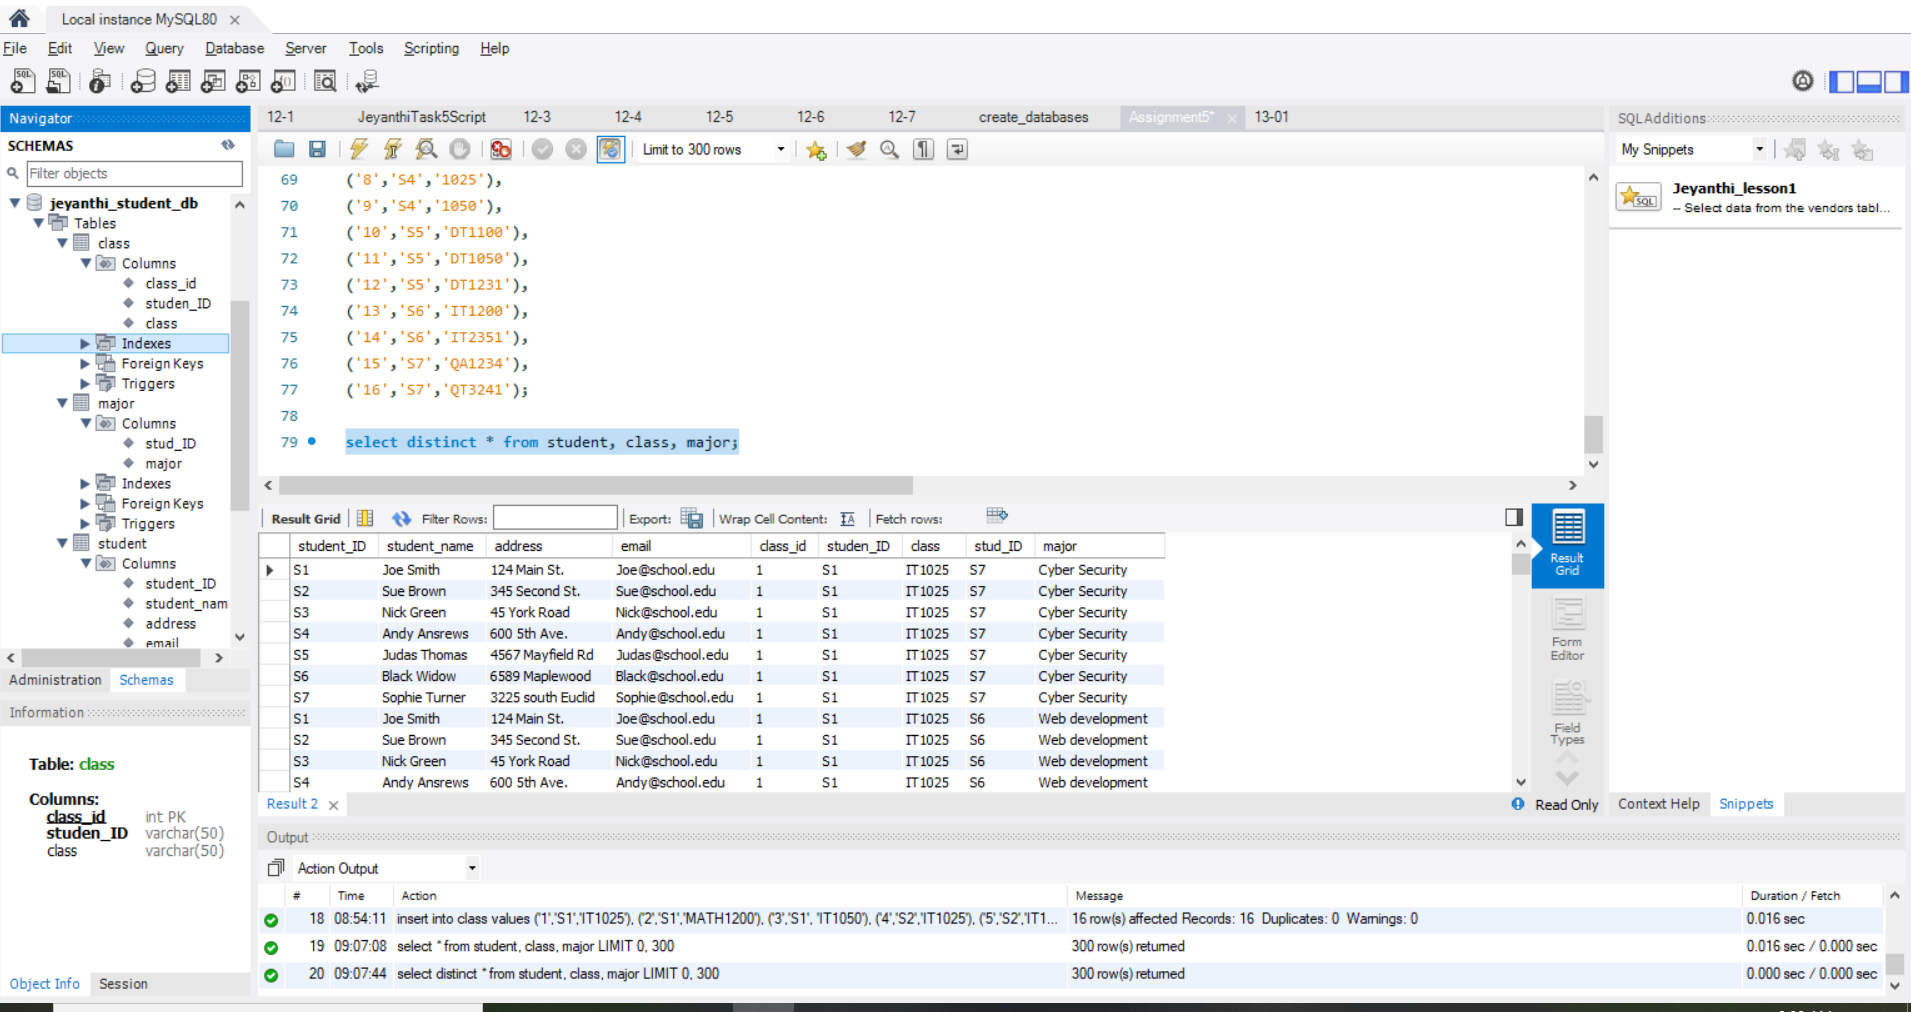 Local instance MySQL80
File Edit View Query Database Server Tools Scripting Help
Navigator
SCHEMAS
Filter objects
jeyanthi_student_db
Tables
class
Columns
class_id
studen_ID
class
Indexes
Foreign Keys
Triggers
major
Columns
stud_ID
major
Indexes
Foreign Keys
Triggers
student
Columns
student_ID
student_nam
address
email
Administration Schemas
Information
Table: class
Columns:
class_id int PK
studen_ID varchar(50)
class varchar(50)
Object Info Session
12-1 JeyanthiTask5Script 12-3 12-4 12-5 12-6 12-7 create_databases Assignment5* 13-01
Limit to 300 rows
69 ('8','S4','1025'),
70 ('9','S4','1050'),
71 ('10','S5','DT1100'),
72 ('11','S5','DT1050'),
73 ('12','S5','DT1231'),
74 ('13','S6','IT1200'),
75 ('14','S6','IT2351'),
76 ('15','S7','QA1234'),
77 ('16','S7','QT3241');
78
79 select distinct * from student, class, major;
Result Grid Filter Rows: Export: Wrap Cell Content: IA Fetch rows:
student_ID student_name address email class_id studen_ID class stud_ID major
S1 Joe Smith 124 Main St. Joe@school.edu 1 S1 IT1025 S7 Cyber Security
S2 Sue Brown 345 Second St. Sue@school.edu 1 S1 IT1025 S7 Cyber Security
S3 Nick Green 45 York Road Nick@school.edu 1 S1 IT1025 S7 Cyber Security
S4 Andy Ansrews 600 5th Ave. Andy@school.edu 1 S1 IT1025 S7 Cyber Security
S5 Judas Thomas 4567 Mayfield Rd Judas@school.edu 1 S1 IT1025 S7 Cyber Security
S6 Black Widow 6589 Maplewood Black@school.edu 1 S1 IT1025 S7 Cyber Security
S7 Sophie Turner 3225 south Euclid Sophie@school.edu 1 S1 IT1025 S7 Cyber Security
S1 Joe Smith 124 Main St. Joe@school.edu 1 S1 IT1025 S6 Web development
S2 Sue Brown 345 Second St. Sue@school.edu 1 S1 IT1025 S6 Web development
S3 Nick Green 45 York Road Nick@school.edu 1 S1 IT1025 S6 Web development
S4 Andy Ansrews 600 5th Ave. Andy@school.edu 1 S1 IT1025 S6 Web development
Result
Grid
Form
Editor
Field
Types
Result 2
Read Only
SQLAdditions
My Snippets
SQL
Jeyanthi_lesson1
-- Select data from the vendors tabl...
Context Help Snippets
Output
Action Output
# Time Action Message Duration / Fetch
18 08:54:11 insert into class values ('1','S1','IT1025'), ('2','S1','MATH1200'), ('3','S1', 'IT1050'), ('4','S2','IT1025'), ('5','S2','IT1... 16 row(s) affected Records: 16 Duplicates: 0 Warnings: 0 0.016 sec
19 09:07:08 select * from student, class, major LIMIT 0, 300 300 row(s) returned 0.016 sec / 0.000 sec
20 09:07:44 select distinct * from student, class, major LIMIT 0, 300 300 row(s) returned 0.000 sec / 0.000 sec